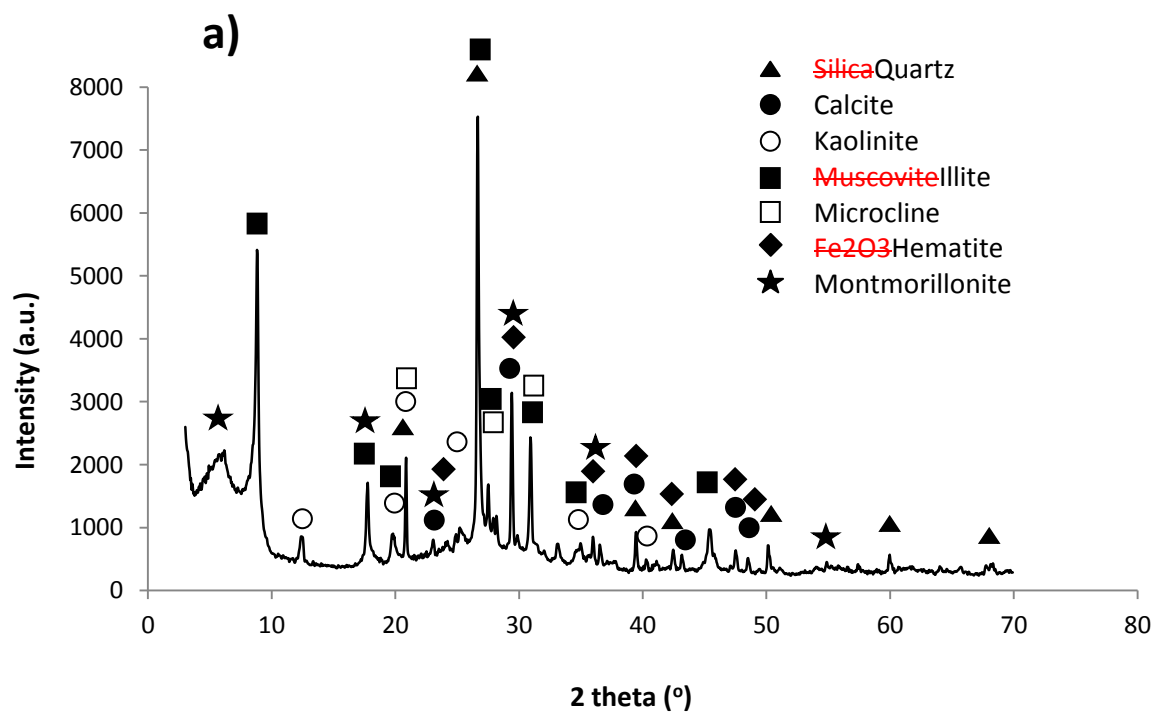 a)
SilicaQuartz
Calcite
Kaolinite
MuscoviteIllite
Microcline
Fe2O3Hematite
Montmorillonite
Intensity (a.u.)
8000
7000
6000
5000
4000
3000
2000
1000
0
0 10 20 30 40 50 60 70 80
2 theta (º)